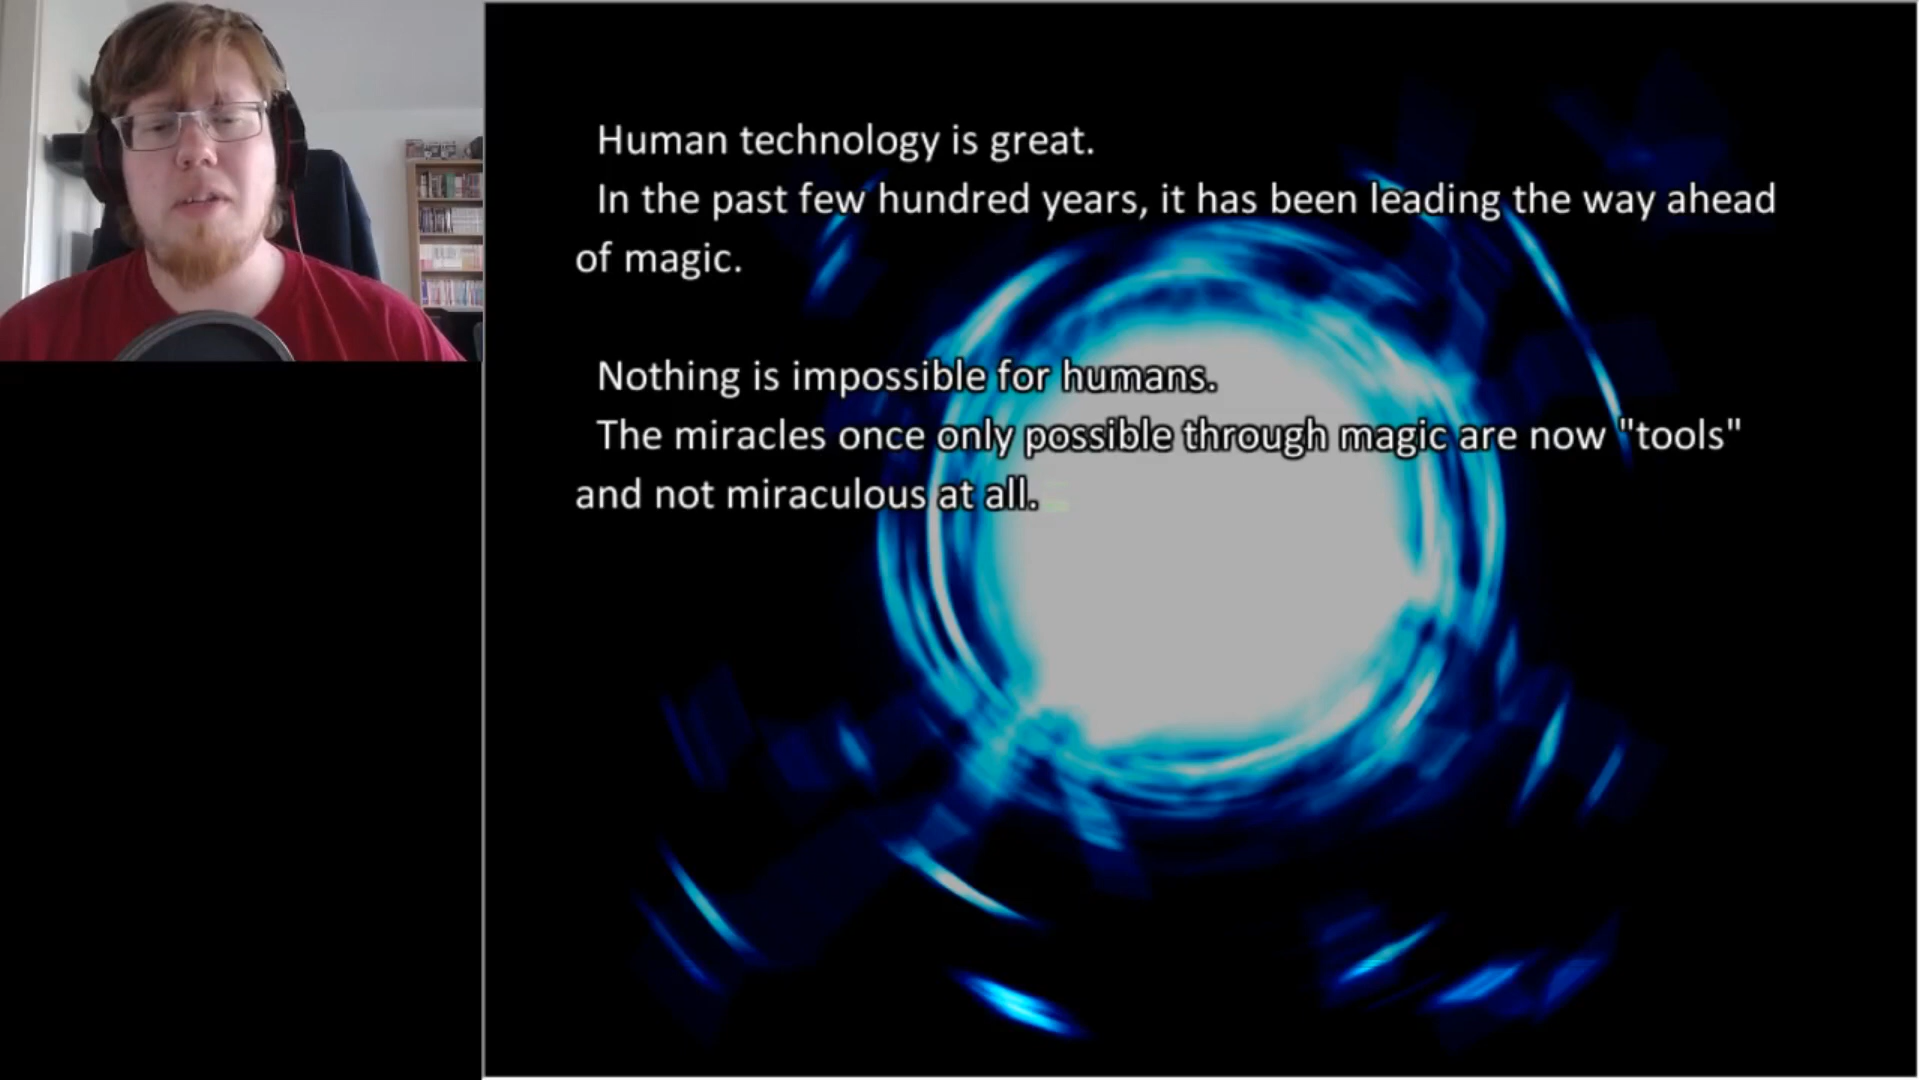 Human technology is great.
In the past few hundred years, it has been leading the way ahead
of magic.
Nothing is impossible for humans.
The miracles once only possible through magic are now "tools"
and not miraculous at all.